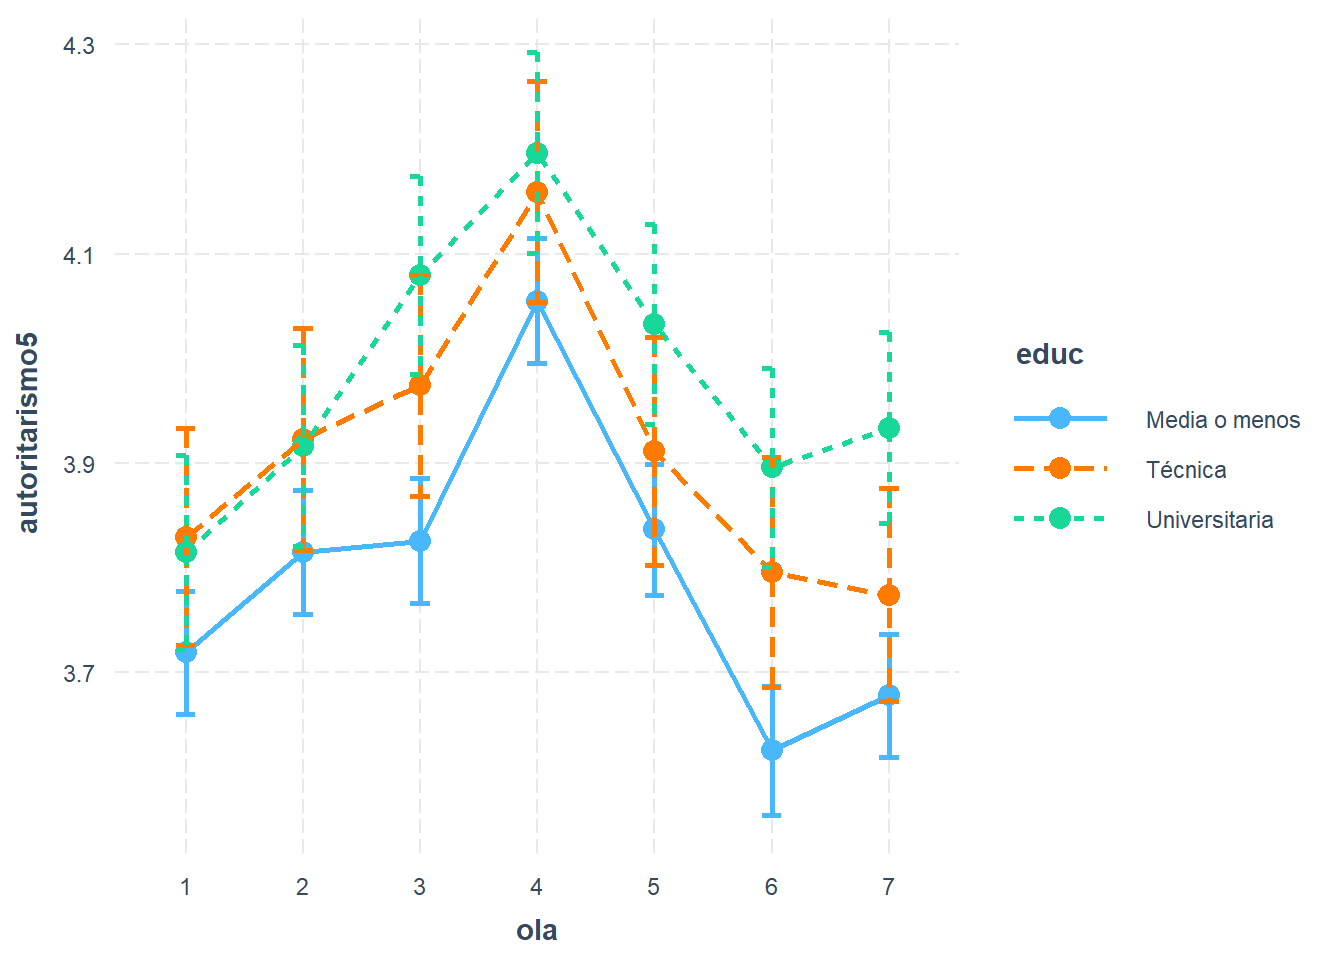 4.3
4.1
3.9
3.7
autoritarismo5
1 2 3 4 5 6 7
ola
educ
Media o menos
Técnica
Universitaria